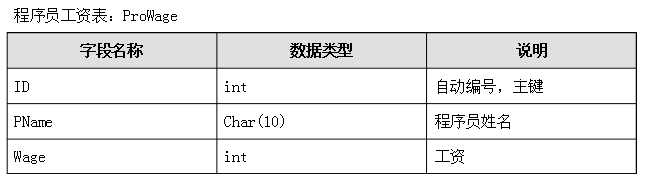 程序员工资表：ProWage
字段名称 数据类型 说明
ID int 自动编号，主键
PName Char(10) 程序员姓名
Wage int 工资